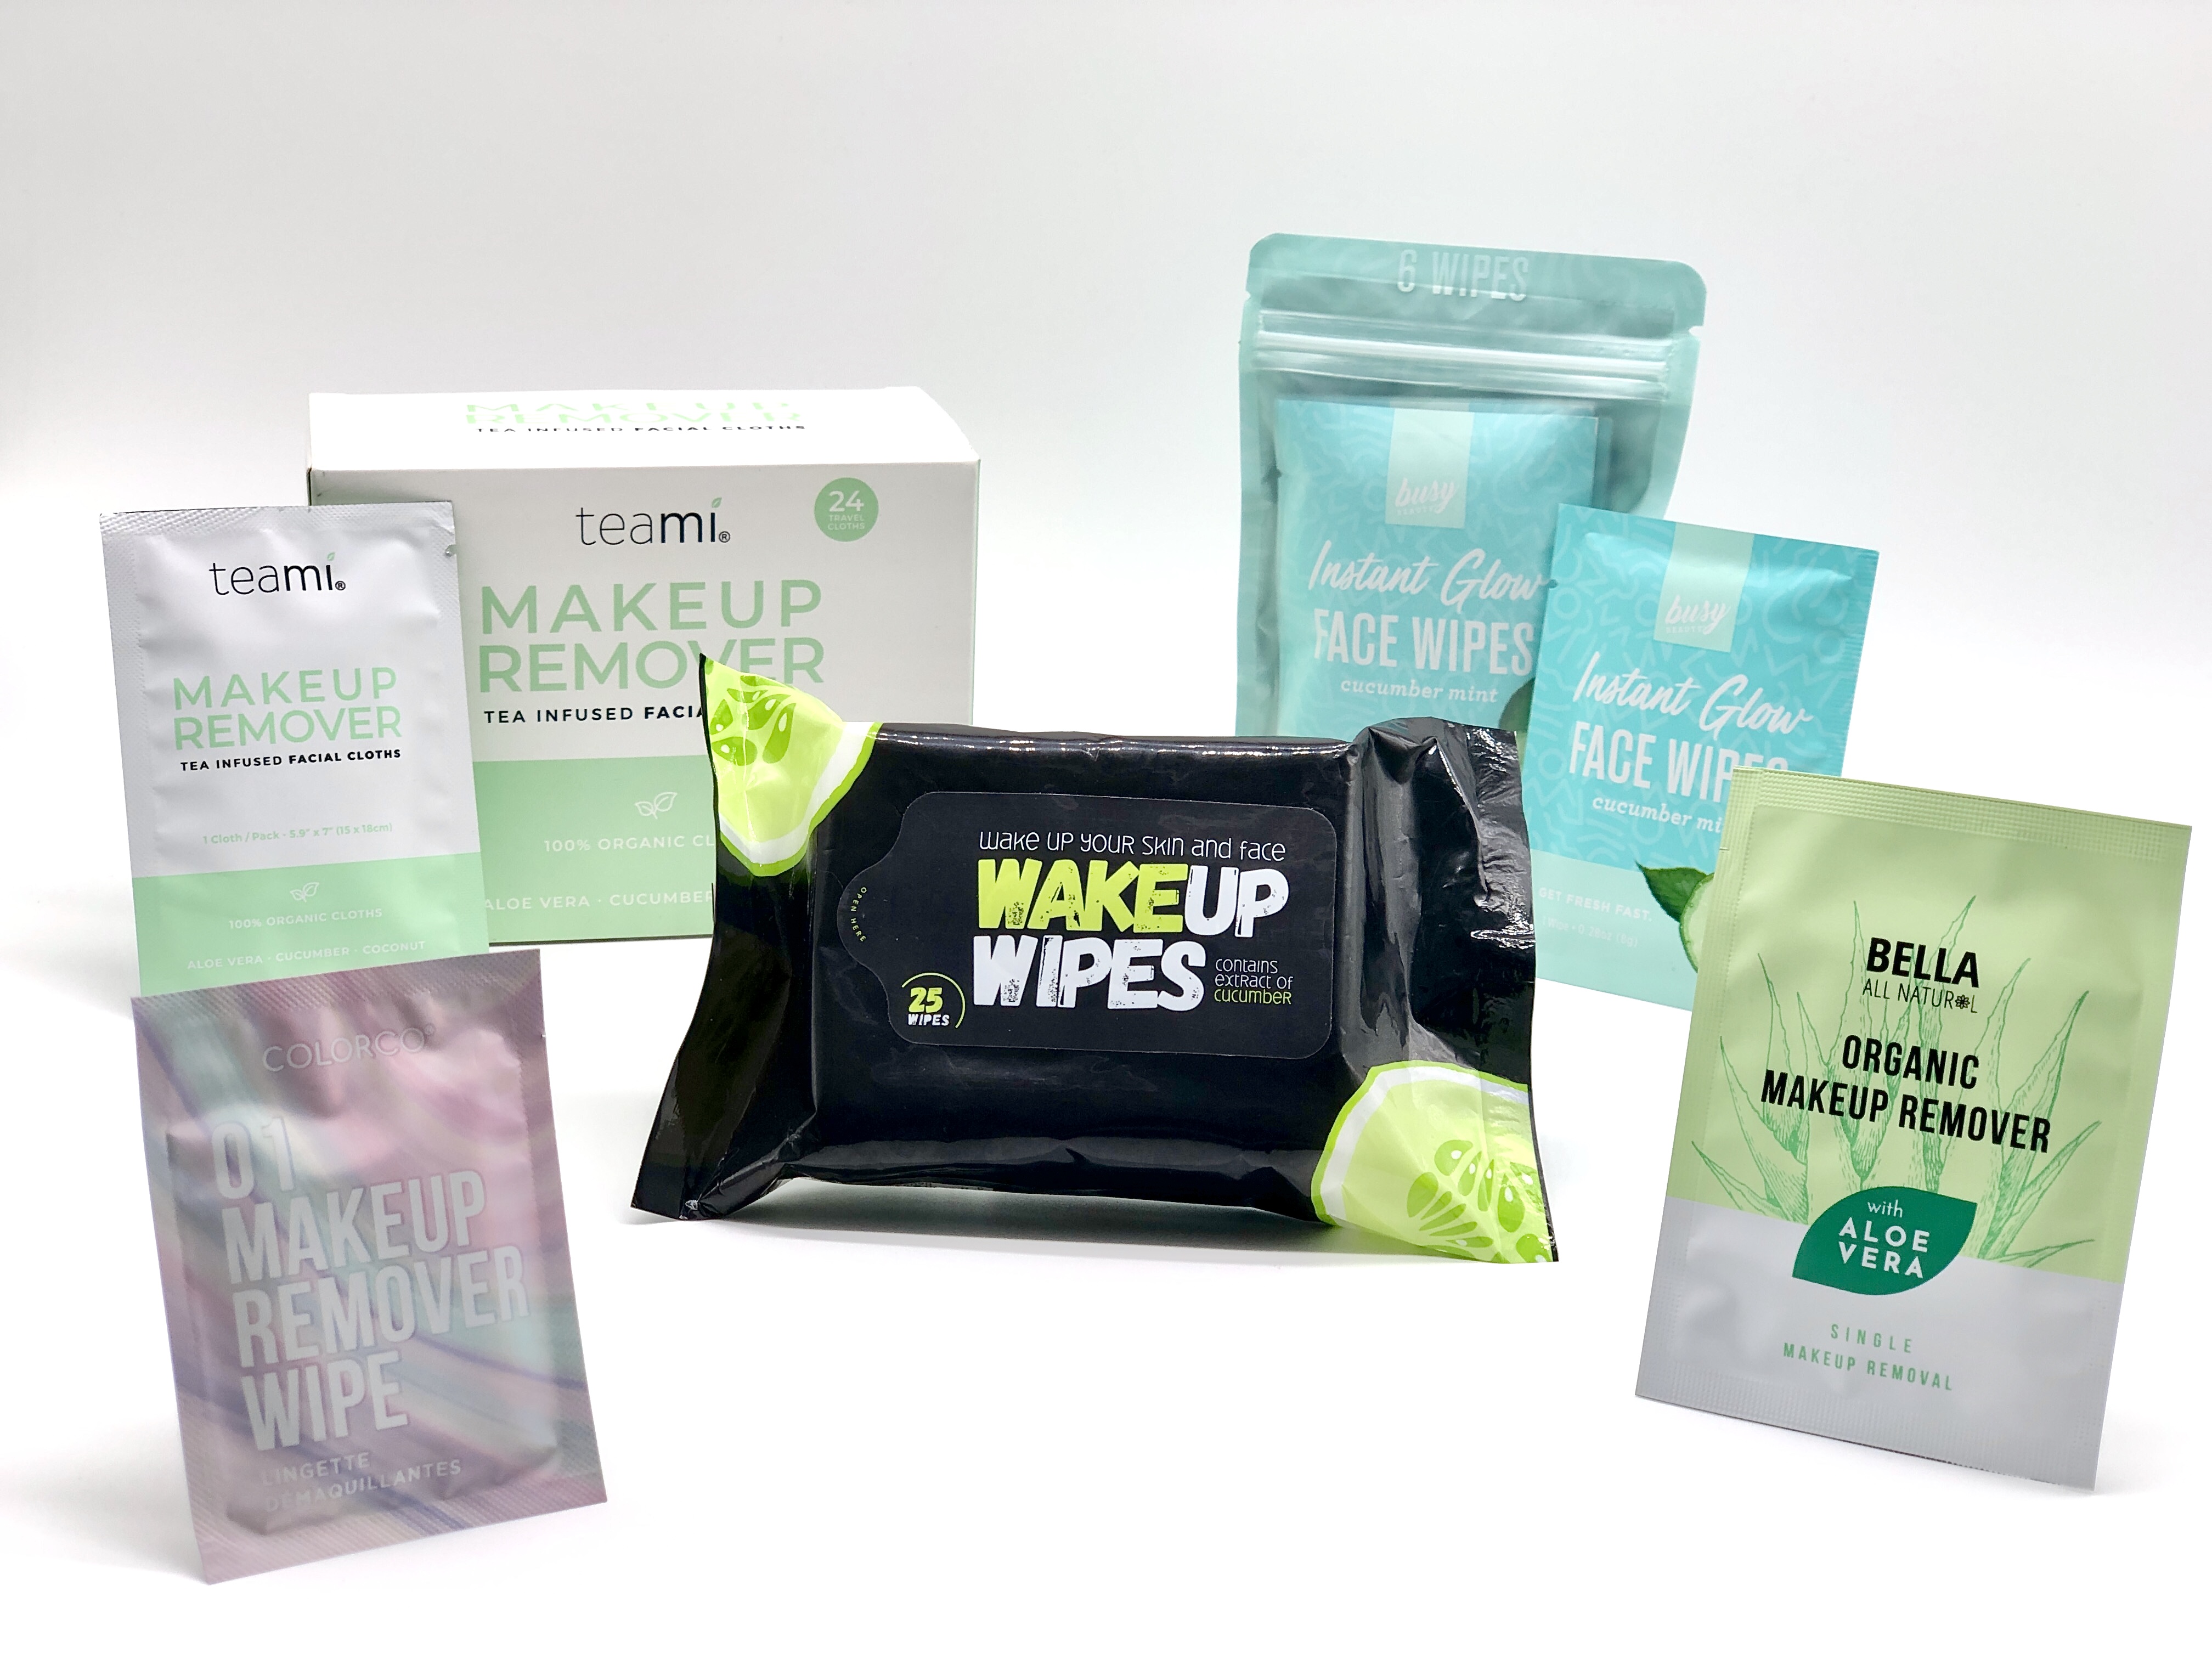 MAKEUP
REMOVER
TEA INFUSED FACIAL CLOTHS
teami®
24
TRAVEL
CLOTHS
MAKEUP
REMOVER
TEA INFUSED FACIA
100% ORGANIC CL
ALOE VERA · CUCUMBER
teami®
MAKEUP
REMOVER
TEA INFUSED FACIAL CLOTHS
1 Cloth / Pack - 5.9" x 7" (15 x 18cm)
100% ORGANIC CLOTHS
ALOE VERA · CUCUMBER · COCONUT
COLORCO
01
MAKEUP
REMOVER
WIPE
LINGETTE
DÉMAQUILLANTES
wake up your skin and face
WAKEUP
WIPES
contains
extract of
cucumber
25
WIPES
OPEN HERE
6 WIPES
busy
BEAUTY
Instant Glow
FACE WIPES
cucumber mint
busy
BEAUTY
Instant Glow
FACE WIPES
cucumber mi
GET FRESH FAST.
BELLA
ALL NATURAL
ORGANIC
MAKEUP REMOVER
with
ALOE
VERA
SINGLE
MAKEUP REMOVAL